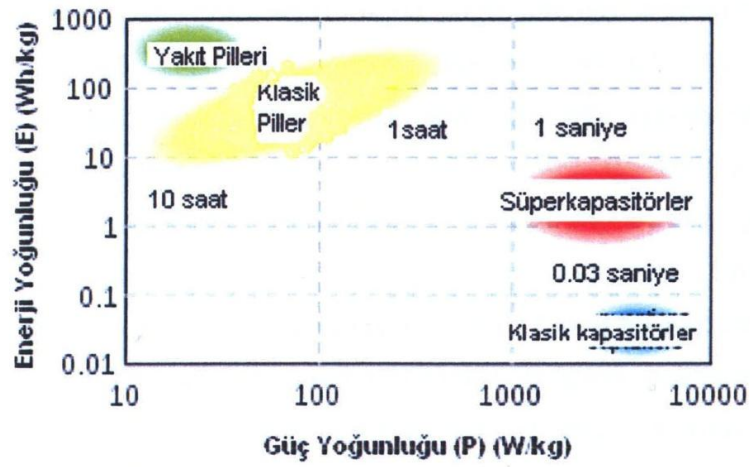 Enerji Yoğunluğu (E) (Wh/kg)
1000
100
10
1
0.1
0.01
Yakıt Pilleri
Klasik
Piller
1saat
1 saniye
10 saat
Süperkapasitörler
0.03 saniye
Klasik kapasitörler
10
100
1000
10000
Güç Yoğunluğu (P) (W/kg)